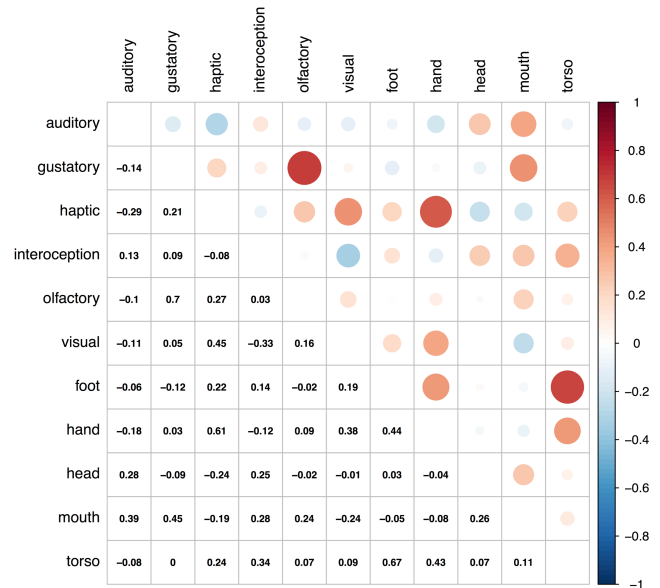 auditory gustatory haptic interoception olfactory visual foot hand head mouth torso
auditory 1
gustatory −0.14 0.8
haptic −0.29 0.21 0.6
interoception 0.13 0.09 −0.08 0.4
olfactory −0.1 0.7 0.27 0.03 0.2
visual −0.11 0.05 0.45 −0.33 0.16 0
foot −0.06 −0.12 0.22 0.14 −0.02 0.19 −0.2
hand −0.18 0.03 0.61 −0.12 0.09 0.38 0.44 −0.4
head 0.28 −0.09 −0.24 0.25 −0.02 −0.01 0.03 −0.04 −0.6
mouth 0.39 0.45 −0.19 0.28 0.24 −0.24 −0.05 −0.08 0.26 −0.8
torso −0.08 0 0.24 0.34 0.07 0.09 0.67 0.43 0.07 0.11 −1